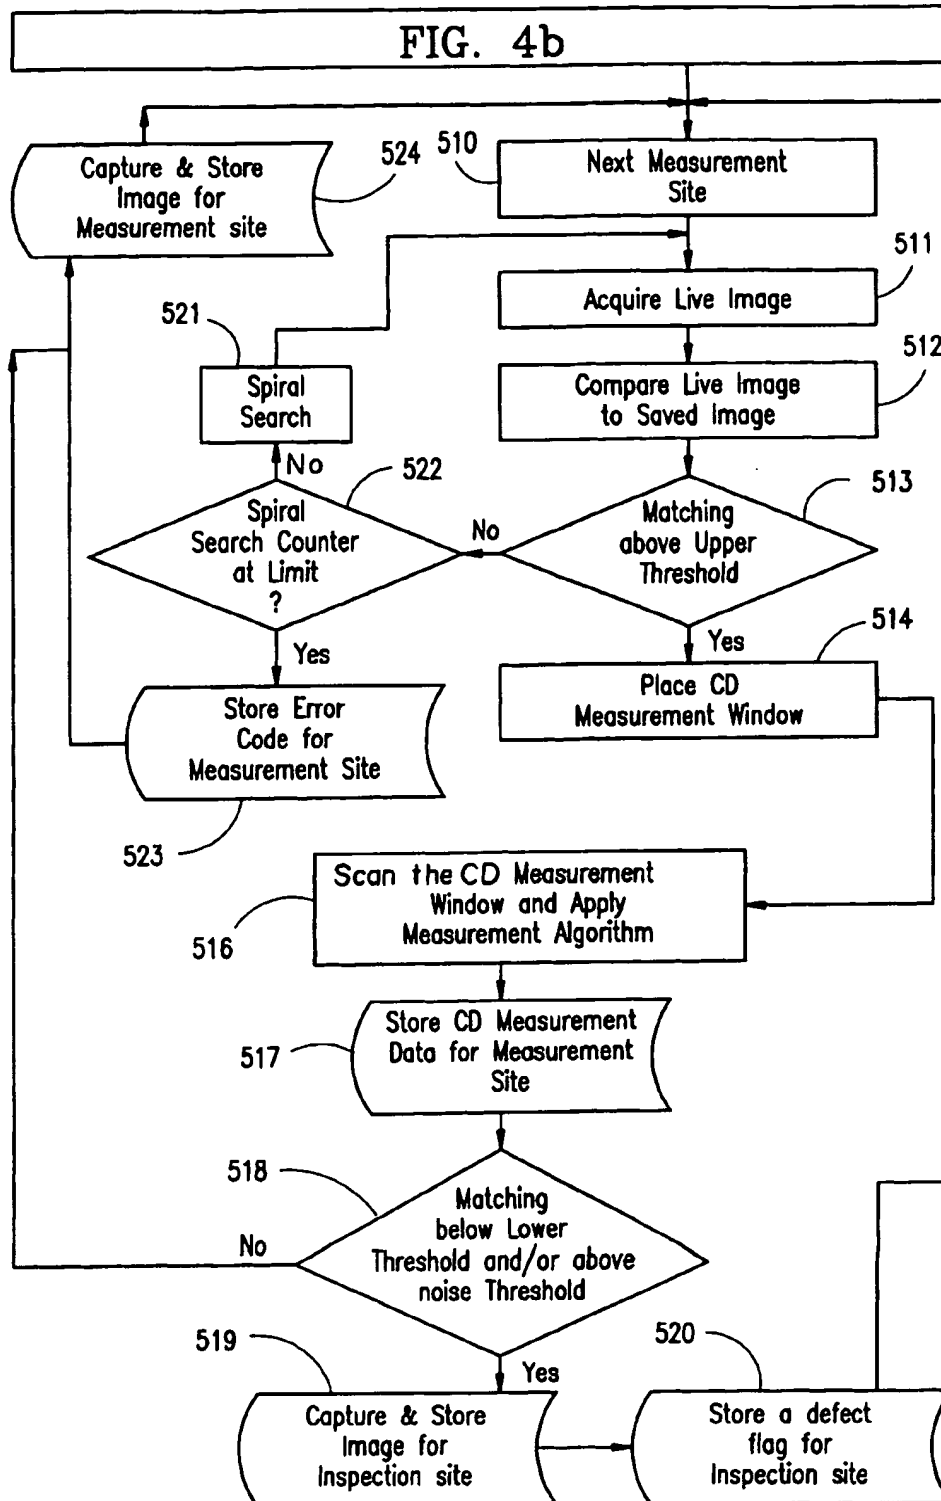 FIG. 4b
Capture & Store
Image for
Measurement site
524
510
Next Measurement
Site
511
Acquire Live Image
521
512
Spiral
Search
Compare Live Image
to Saved Image
No
522
513
Spiral
Search Counter
at Limit
?
No
Matching
above Upper
Threshold
Yes
Yes
514
Store Error
Code for
Measurement Site
Place CD
Measurement Window
523
Scan the CD Measurement
Window and Apply
Measurement Algorithm
516
Store CD Measurement
Data for Measurement
Site
517
518
Matching
below Lower
Threshold and/or above
noise Threshold
No
519
520
Yes
Capture & Store
Image for
Inspection site
Store a defect
flag for
Inspection site